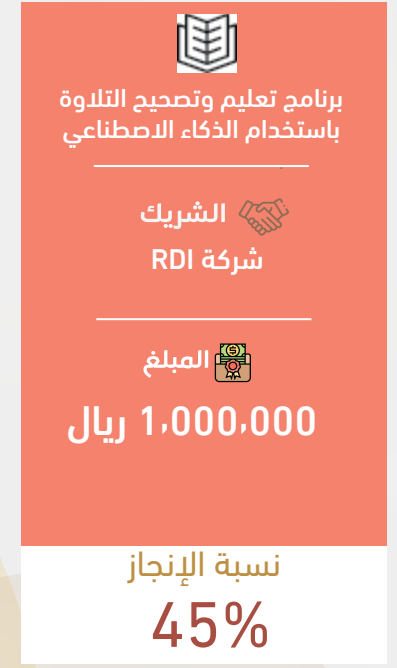 برنامج تعليم وتصحيح التلاوة
باستخدام الذكاء الاصطناعي
الشريك
شركة RDI
المبلغ
1،000،000 ريال
نسبة الإنجاز
45%